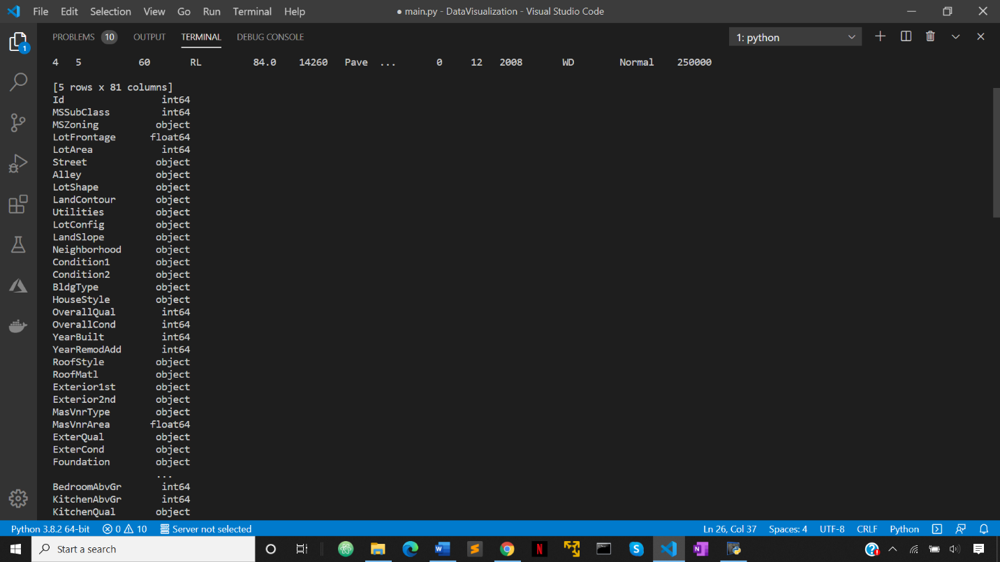 File Edit Selection View Go Run Terminal Help ● main.py - DataVisualization - Visual Studio Code
PROBLEMS 10 OUTPUT TERMINAL DEBUG CONSOLE 1: python
1
4 5 60 RL 84.0 14260 Pave ... 0 12 2008 WD Normal 250000
[5 rows x 81 columns]
Id int64
MSSubClass int64
MSZoning object
LotFrontage float64
LotArea int64
Street object
Alley object
LotShape object
LandContour object
Utilities object
LotConfig object
LandSlope object
Neighborhood object
Condition1 object
Condition2 object
BldgType object
HouseStyle object
OverallQual int64
OverallCond int64
YearBuilt int64
YearRemodAdd int64
RoofStyle object
RoofMatl object
Exterior1st object
Exterior2nd object
MasVnrType object
MasVnrArea float64
ExterQual object
ExterCond object
Foundation object
...
BedroomAbvGr int64
KitchenAbvGr int64
KitchenQual object
Python 3.8.2 64-bit 0 10 Server not selected Ln 26, Col 37 Spaces: 4 UTF-8 CRLF Python
Start a search